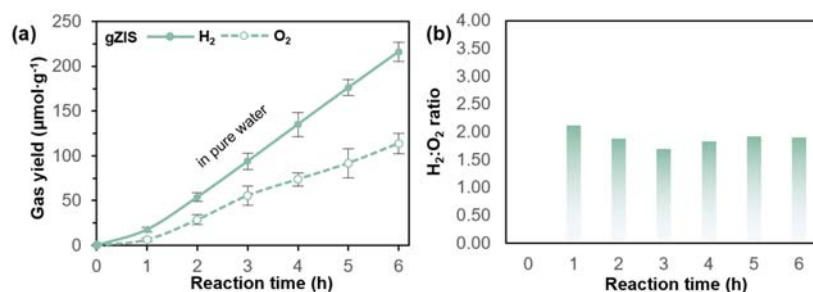 (a)
gZIS H₂ O₂
in pure water
Gas yield (µmol·g⁻¹)
250
200
150
100
50
0
0 1 2 3 4 5 6
Reaction time (h)
(b)
H₂:O₂ ratio
4.00
3.50
3.00
2.50
2.00
1.50
1.00
0.50
0.00
0 1 2 3 4 5 6
Reaction time (h)